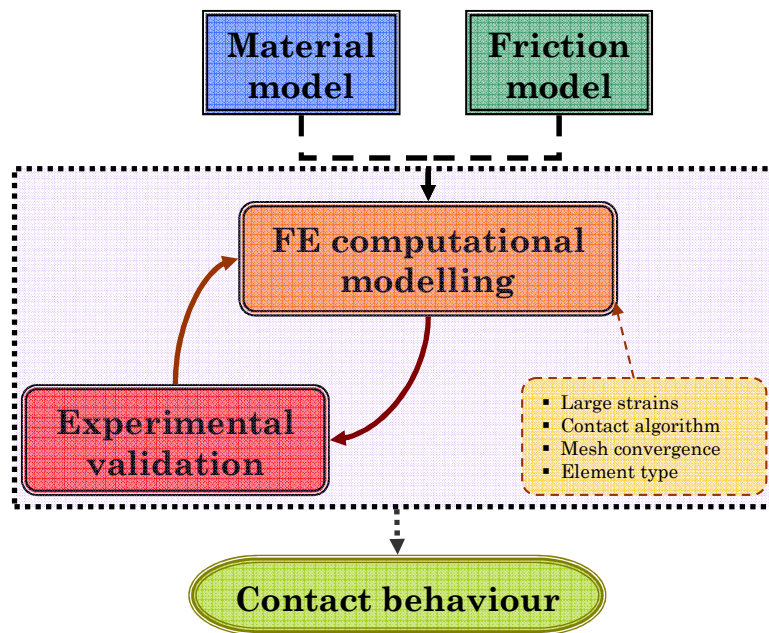 Material
model
Friction
model
FE computational
modelling
Experimental
validation
▪ Large strains
▪ Contact algorithm
▪ Mesh convergence
▪ Element type
Contact behaviour